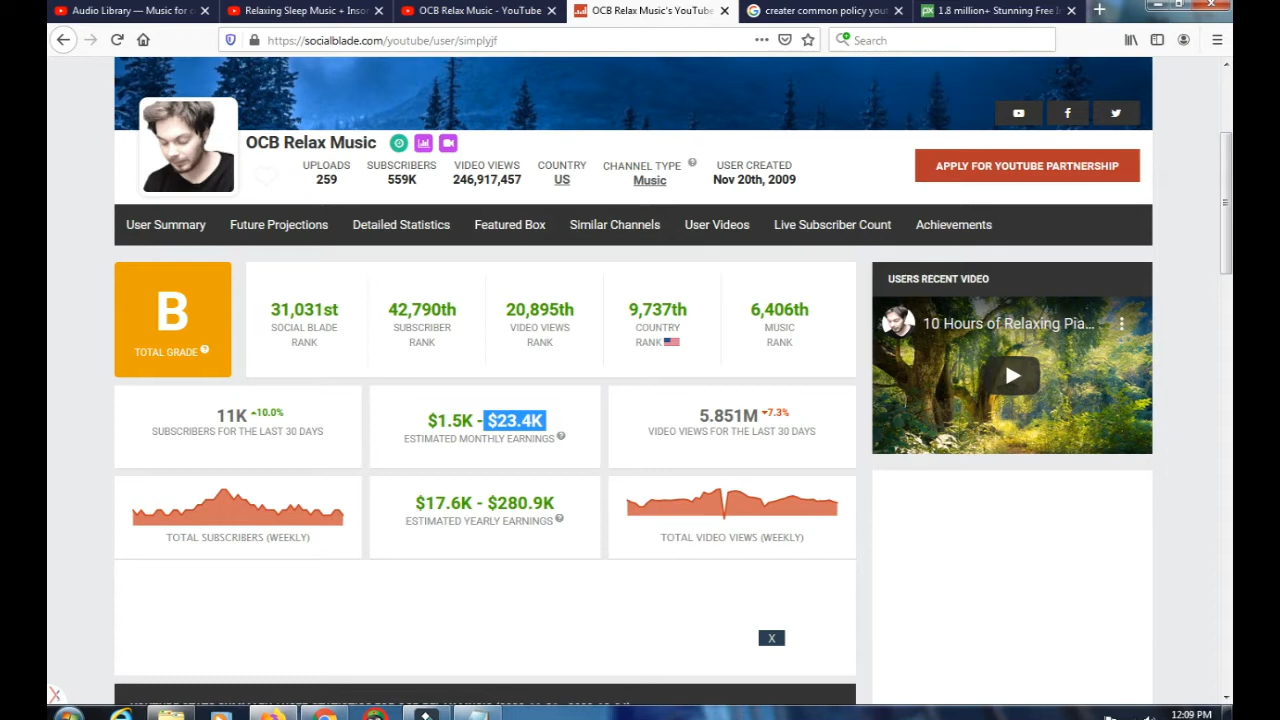 Audio Library — Music for c
Relaxing Sleep Music + Inso
OCB Relax Music - YouTube
OCB Relax Music's YouTube
creater common policy you
1.8 million+ Stunning Free I
https://socialblade.com/youtube/user/simplyjf
Search
OCB Relax Music
UPLOADS
259
SUBSCRIBERS
559K
VIDEO VIEWS
246,917,457
COUNTRY
US
CHANNEL TYPE
Music
USER CREATED
Nov 20th, 2009
APPLY FOR YOUTUBE PARTNERSHIP
User Summary
Future Projections
Detailed Statistics
Featured Box
Similar Channels
User Videos
Live Subscriber Count
Achievements
B
TOTAL GRADE
31,031st
SOCIAL BLADE
RANK
42,790th
SUBSCRIBER
RANK
20,895th
VIDEO VIEWS
RANK
9,737th
COUNTRY
RANK
6,406th
MUSIC
RANK
USERS RECENT VIDEO
10 Hours of Relaxing Pia...
11K 10.0%
SUBSCRIBERS FOR THE LAST 30 DAYS
$1.5K - $23.4K
ESTIMATED MONTHLY EARNINGS
5.851M 7.3%
VIDEO VIEWS FOR THE LAST 30 DAYS
TOTAL SUBSCRIBERS (WEEKLY)
$17.6K - $280.9K
ESTIMATED YEARLY EARNINGS
TOTAL VIDEO VIEWS (WEEKLY)
X
12:09 PM